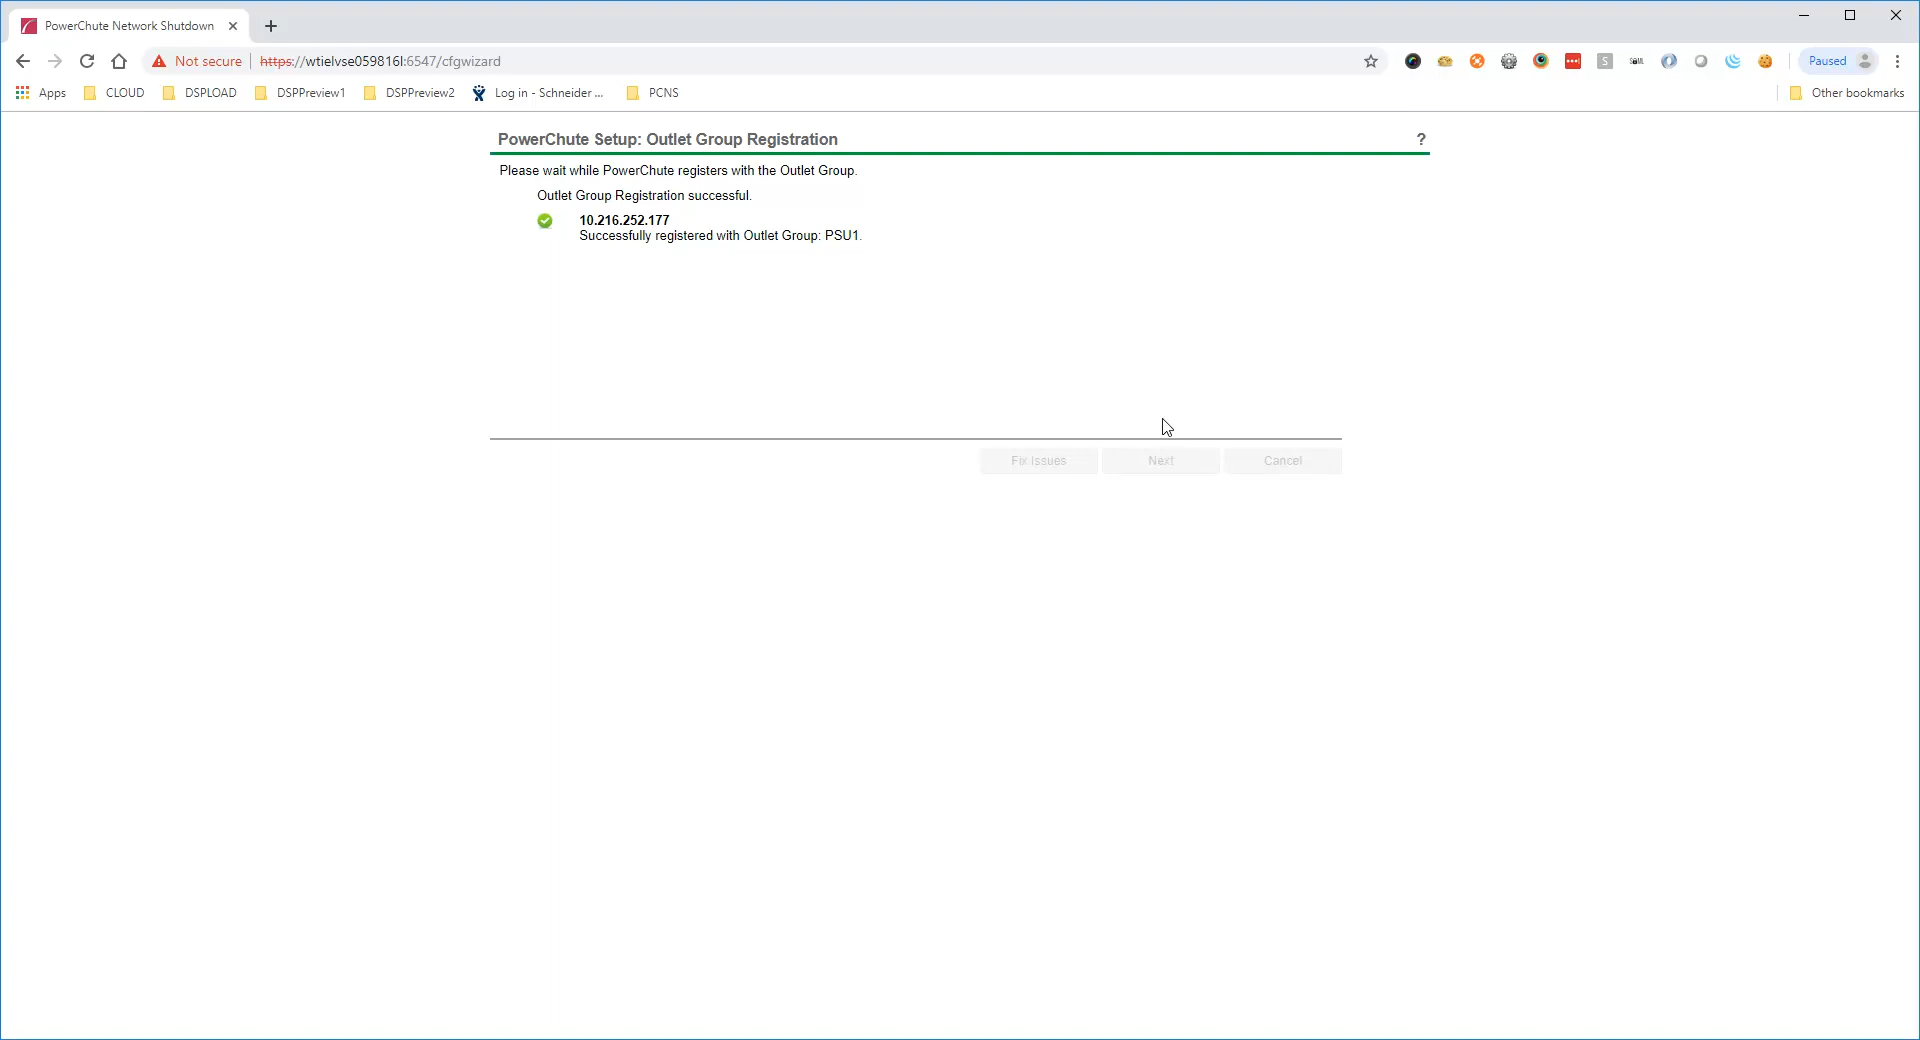 PowerChute Network Shutdown
Not secure https://wtielvse059816l:6547/cfgwizard
Paused
Apps CLOUD DSPLOAD DSPPreview1 DSPPreview2 Log in - Schneider ... PCNS Other bookmarks
PowerChute Setup: Outlet Group Registration ?
Please wait while PowerChute registers with the Outlet Group.
Outlet Group Registration successful.
10.216.252.177
Successfully registered with Outlet Group: PSU1.
Fix Issues Next Cancel